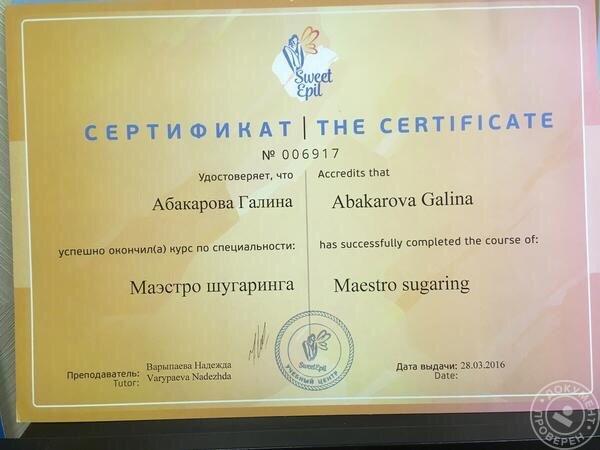 Sweet
Epil
СЕРТИФИКАТ | THE CERTIFICATE
№ 006917
Удостоверяет, что
Абакарова Галина
успешно окончил(а) курс по специальности:
Маэстро шугаринга
Accredits that
Abakarova Galina
has successfully completed the course of:
Maestro sugaring
Преподаватель: Варыпаева Надежда
Tutor: Varypaeva Nadezhda
SweetEpil
УЧЕБНЫЙ ЦЕНТР
Дата выдачи: 28.03.2016
Date:
ДОКУМЕНТ
ПРОВЕРЕН